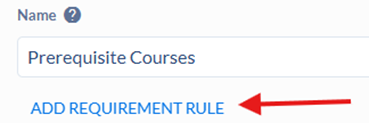 Name ?
Prerequisite Courses
ADD REQUIREMENT RULE